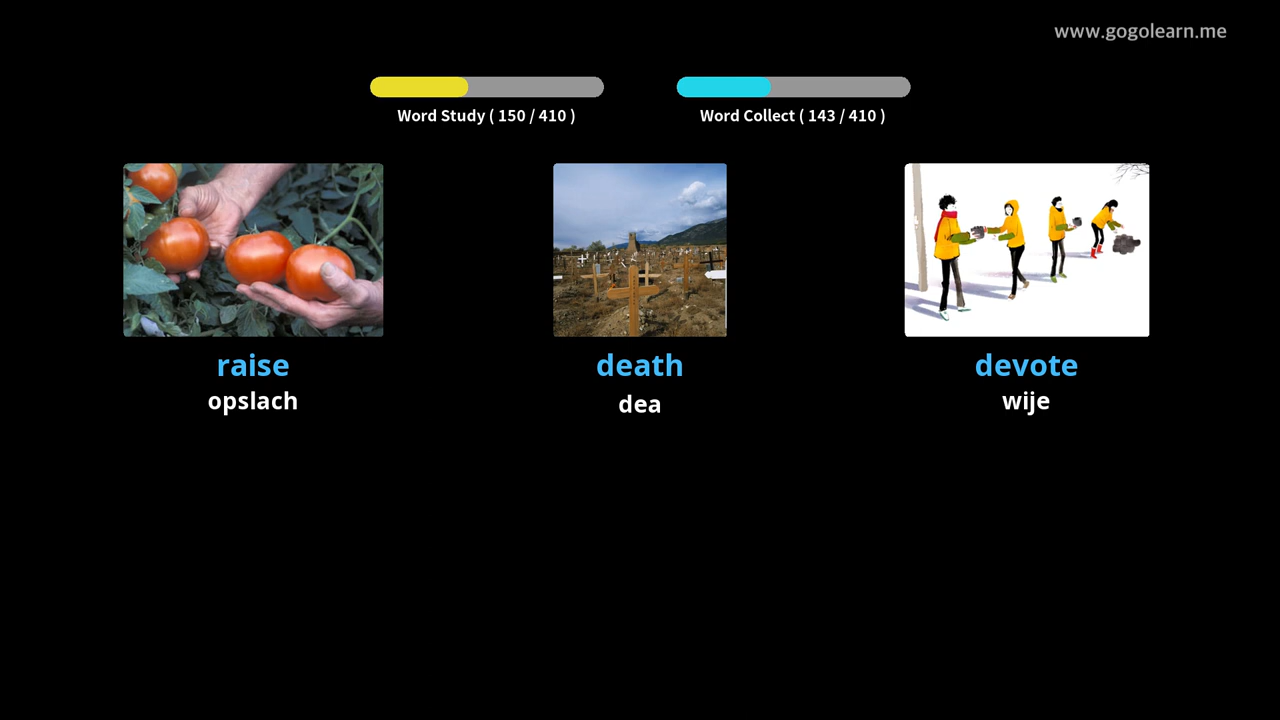 www.gogolearn.me
Word Study ( 150 / 410 )
Word Collect ( 143 / 410 )
raise
opslach
death
dea
devote
wije